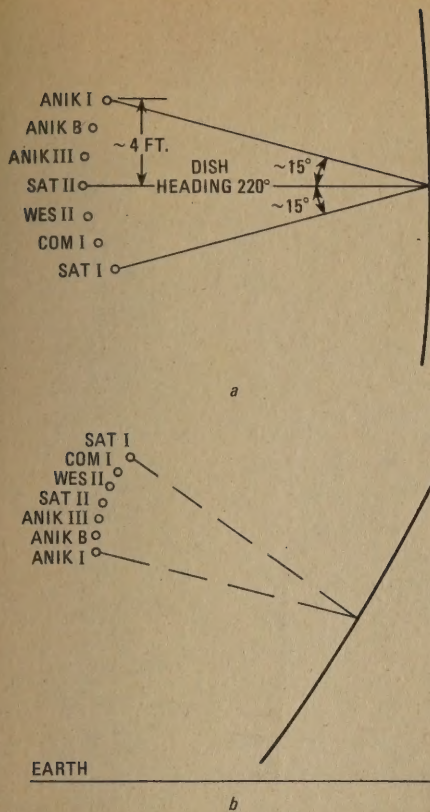 ANIK I
ANIK B
ANIK III
SAT II
WES II
COM I
SAT I
~4 FT.
DISH
HEADING 220°
~15°
~15°
a
SAT I
COM I
WES II
SAT II
ANIK III
ANIK B
ANIK I
EARTH
b